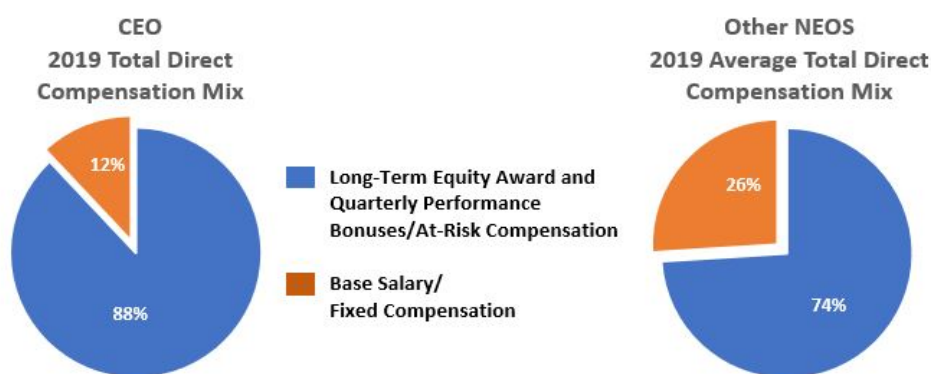 CEO
2019 Total Direct
Compensation Mix
12%
88%
Long-Term Equity Award and
Quarterly Performance
Bonuses/At-Risk Compensation
Base Salary/
Fixed Compensation
Other NEOS
2019 Average Total Direct
Compensation Mix
26%
74%